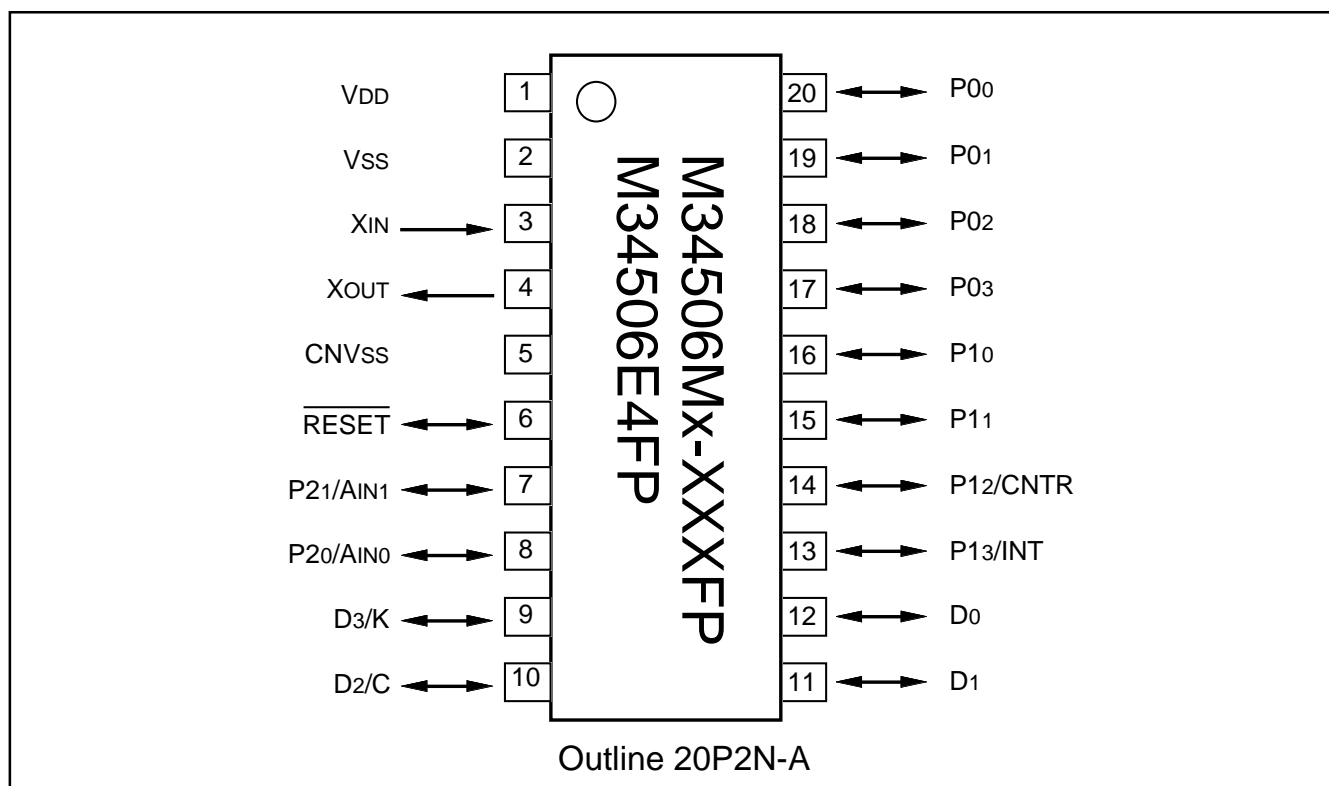 VDD 1 20 P00
VSS 2 19 P01
XIN 3 18 P02
XOUT 4 17 P03
CNVSS 5 16 P10
RESET 6 15 P11
P21/AIN1 7 14 P12/CNTR
P20/AIN0 8 13 P13/INT
D3/K 9 12 D0
D2/C 10 11 D1
M34506Mx-XXXFP
M34506E4FP
Outline 20P2N-A